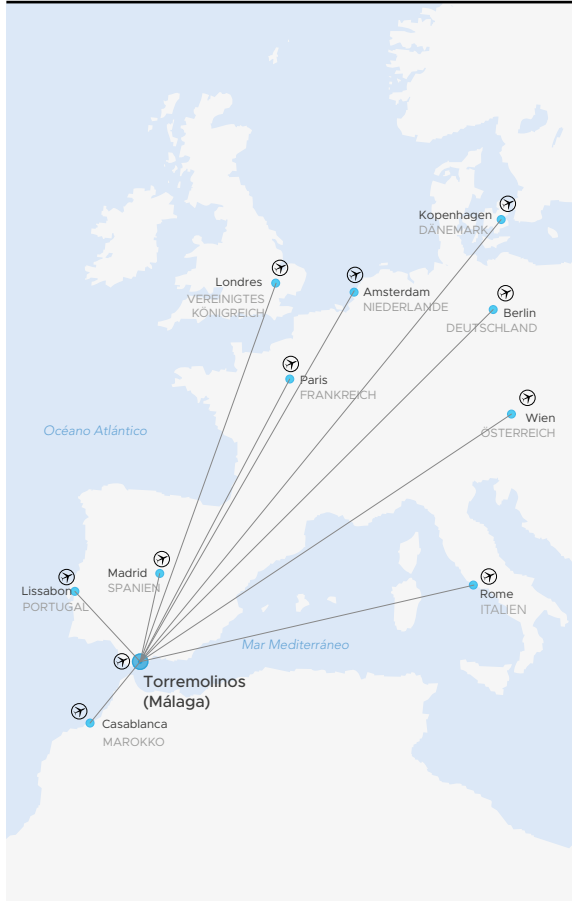 Kopenhagen
DÄNEMARK
Londres
VEREINIGTES
KÖNIGREICH
Amsterdam
NIEDERLANDE
Berlin
DEUTSCHLAND
Paris
FRANKREICH
Wien
ÖSTERREICH
Océano Atlántico
Madrid
SPANIEN
Lissabon
PORTUGAL
Rome
ITALIEN
Mar Mediterráneo
Torremolinos
(Málaga)
Casablanca
MAROKKO